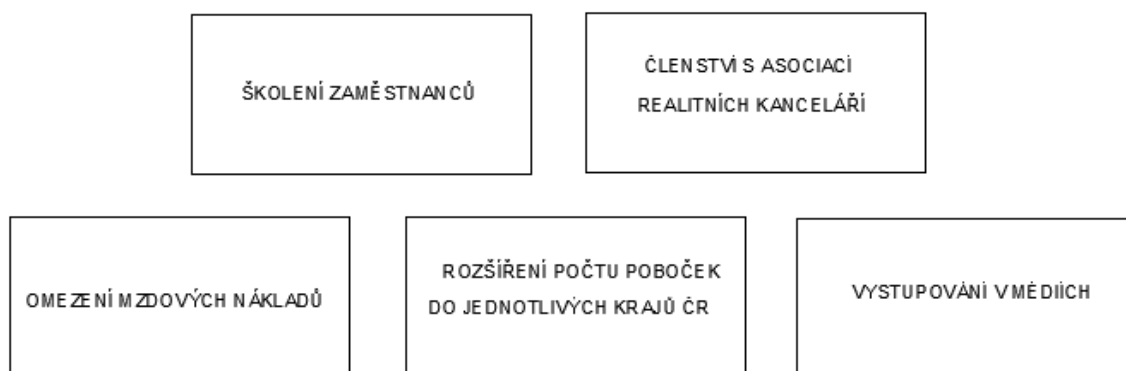 ŠKOLENÍ ZAMĚSTNANCŮ
ČLENSTVÍ S ASOCIACÍ
REALITNÍCH KANCELÁŘÍ
OMEZENÍ MZDOVÝCH NÁKLADŮ
ROZŠÍŘENÍ POČTU POBOČEK
DO JEDNOTLIVÝCH KRAJŮ ČR
VYSTUPOVÁNÍ V MÉDIÍCH